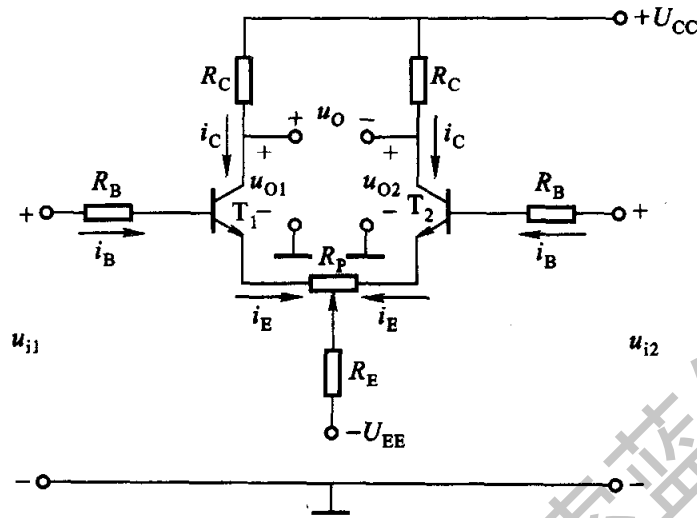 +U_CC
R_C R_C
+ u_O −
i_C + + i_C
R_B u_O1 u_O2 R_B
+ T_1 − − T_2 +
i_B R_P i_B
i_E i_E
u_i1 u_i2
R_E
−U_EE
− −